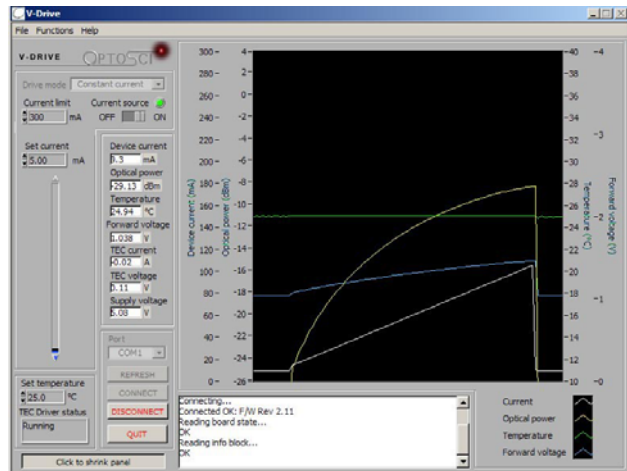 V-Drive
File Functions Help
V-DRIVE OPTOSCI
Drive mode Constant current
Current limit Current source
300 mA OFF ON
Set current
5.00 mA
Device current
mA
Optical power
-29.13 dBm
Temperature
24.94 °C
Forward voltage
1.038 V
TEC current
-0.02 A
TEC voltage
0.11 V
Supply voltage
5.08 V
Port
COM1
REFRESH
CONNECT
DISCONNECT
QUIT
Set temperature
25.0 °C
TEC Driver status
Running
Click to shrink panel
Device current (mA)
300
280
260
240
220
200
180
160
140
120
100
80
60
40
20
0
Optical power (dBm)
4
2
0
-2
-4
-6
-8
-10
-12
-14
-16
-18
-20
-22
-24
-26
Temperature (°C)
40
38
36
34
32
30
28
26
24
22
20
18
16
14
12
10
Forward voltage (V)
-4
-3
-2
-1
-0
Connecting...
Connected OK: F/W Rev 2.11
Reading board state...
OK
Reading info block...
OK
Current
Optical power
Temperature
Forward voltage